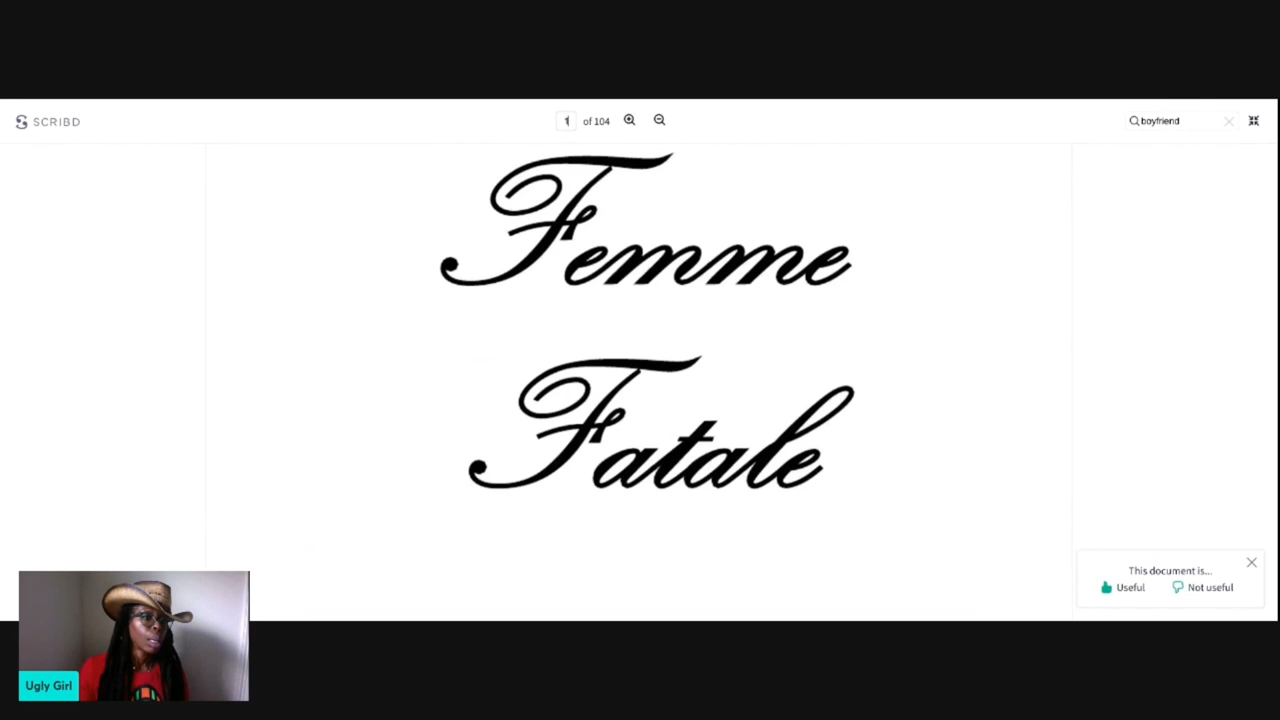 SCRIBD
1 of 104
boyfriend
Femme
Fatale
This document is...
Useful
Not useful
Ugly Girl